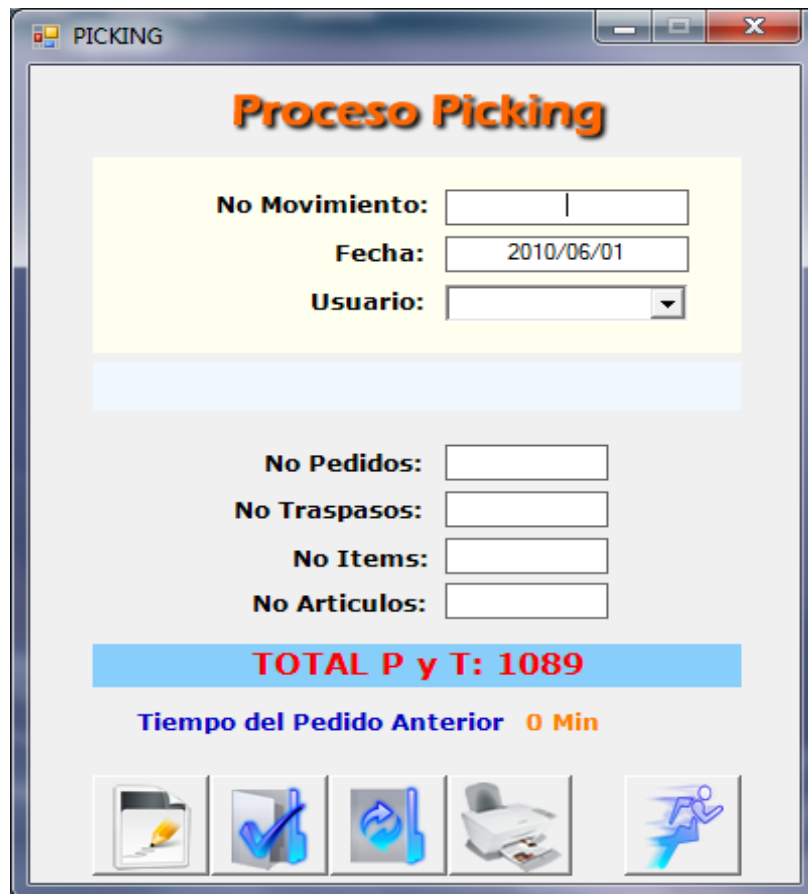 PICKING
Proceso Picking
No Movimiento:
Fecha: 2010/06/01
Usuario:
No Pedidos:
No Traspasos:
No Items:
No Articulos:
TOTAL P y T: 1089
Tiempo del Pedido Anterior 0 Min